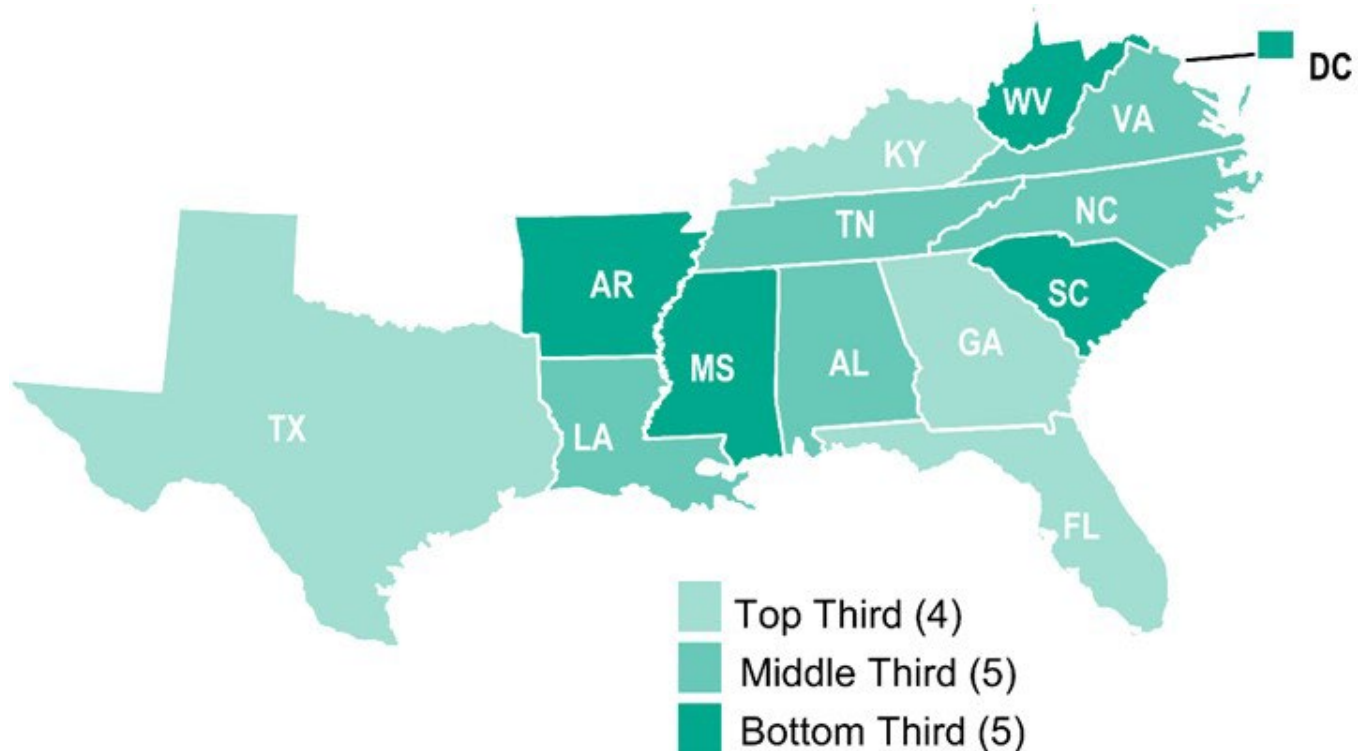 DC
WV
VA
KY
NC
TN
AR
SC
GA
MS
AL
TX
LA
FL
Top Third (4)
Middle Third (5)
Bottom Third (5)